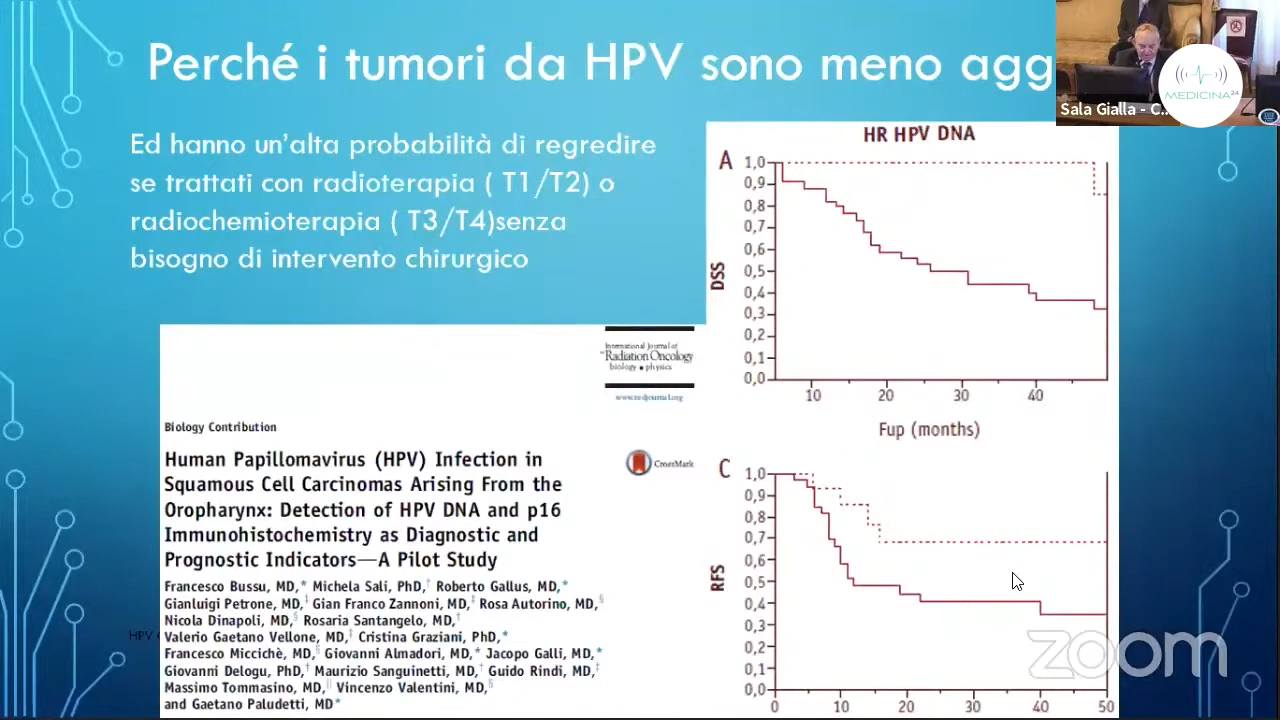 Perché i tumori da HPV sono meno agg
Sala Gialla - C...
MEDICINA24
Ed hanno un'alta probabilità di regredire
se trattati con radioterapia ( T1/T2) o
radiochemioterapia ( T3/T4)senza
bisogno di intervento chirurgico
HR HPV DNA
A
1,0
0,9
0,8
0,7
0,6
0,5
0,4
0,3
0,2
0,1
0,0
DSS
10 20 30 40
Fup (months)
International Journal of
Radiation Oncology
biology • physics
www.redjournal.org
Biology Contribution
CrossMark
Human Papillomavirus (HPV) Infection in
Squamous Cell Carcinomas Arising From the
Oropharynx: Detection of HPV DNA and p16
Immunohistochemistry as Diagnostic and
Prognostic Indicators—A Pilot Study
Francesco Bussu, MD,* Michela Sali, PhD,† Roberto Gallus, MD,*
Gianluigi Petrone, MD,‡ Gian Franco Zannoni, MD,‡ Rosa Autorino, MD,§
Nicola Dinapoli, MD,§ Rosaria Santangelo, MD,†
Valerio Gaetano Vellone, MD,‡ Cristina Graziani, PhD,*
Francesco Miccichè, MD,§ Giovanni Almadori, MD,* Jacopo Galli, MD,*
Giovanni Delogu, PhD,† Maurizio Sanguinetti, MD,† Guido Rindi, MD,‡
Massimo Tommasino, MD,|| Vincenzo Valentini, MD,§
and Gaetano Paludetti, MD*
HPV
C
1,0
0,9
0,8
0,7
0,6
0,5
0,4
0,3
0,2
0,1
0,0
RFS
0 10 20 30 40 50
zoom